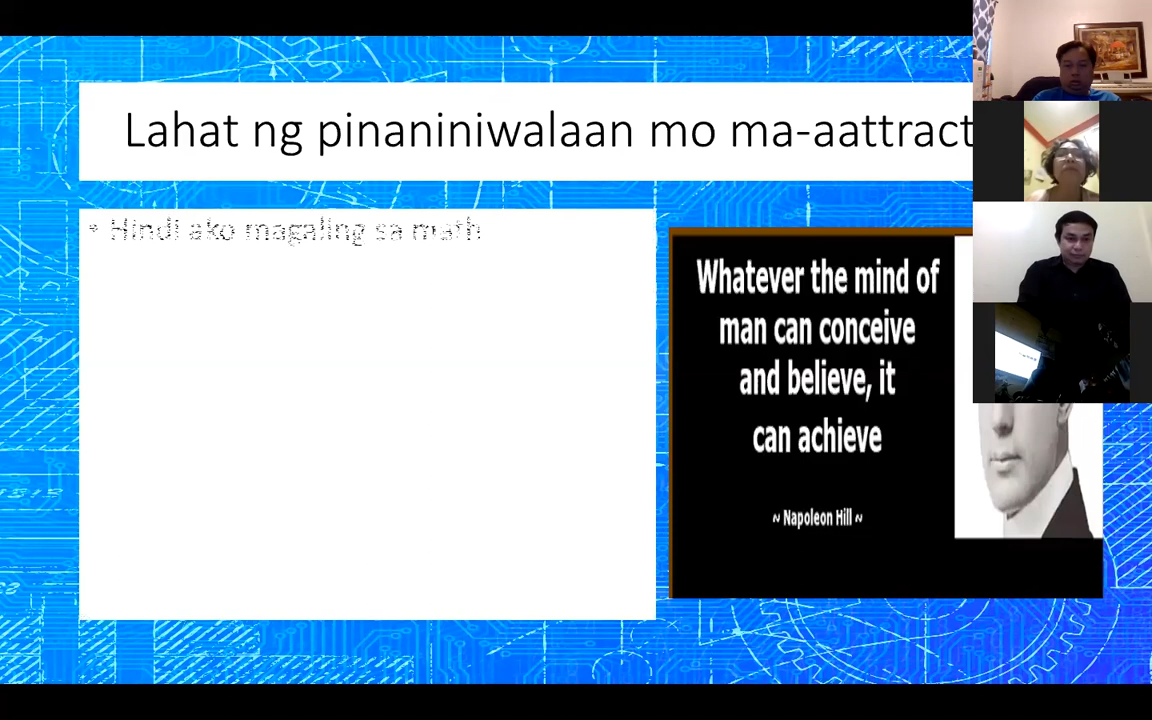 Lahat ng pinaniniwalaan mo ma-aattract
* Hindi ako magaling sa math
Whatever the mind of
man can conceive
and believe, it
can achieve
~ Napoleon Hill ~